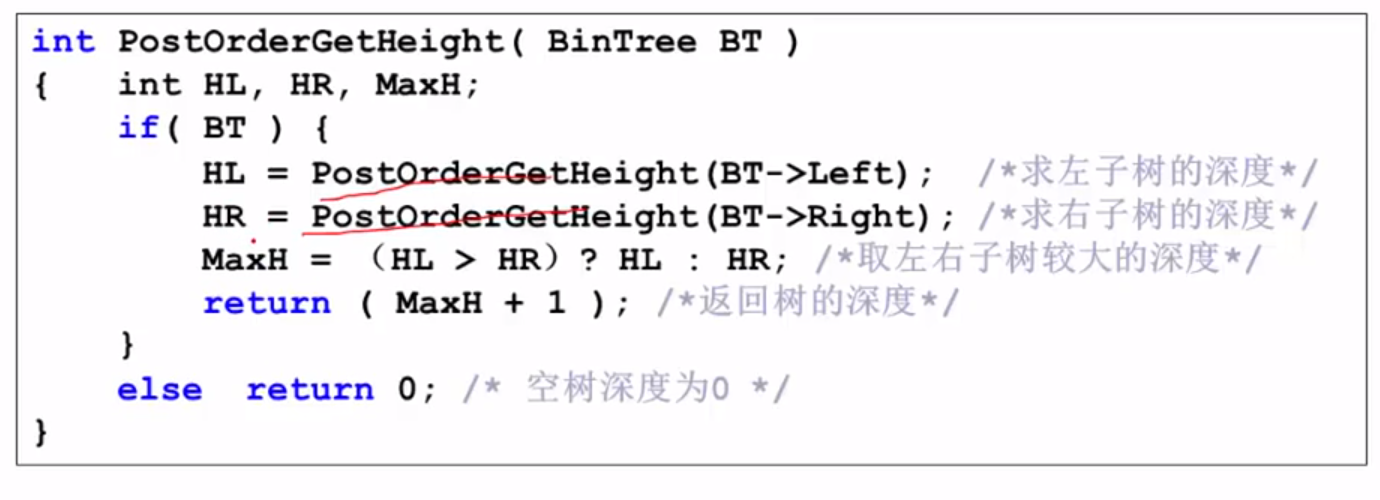 int PostOrderGetHeight( BinTree BT )
{ int HL, HR, MaxH;
if( BT ) {
HL = PostOrderGetHeight(BT->Left); /*求左子树的深度*/
HR = PostOrderGetHeight(BT->Right); /*求右子树的深度*/
MaxH = （HL > HR）? HL : HR; /*取左右子树较大的深度*/
return ( MaxH + 1 ); /*返回树的深度*/
}
else return 0; /* 空树深度为0 */
}